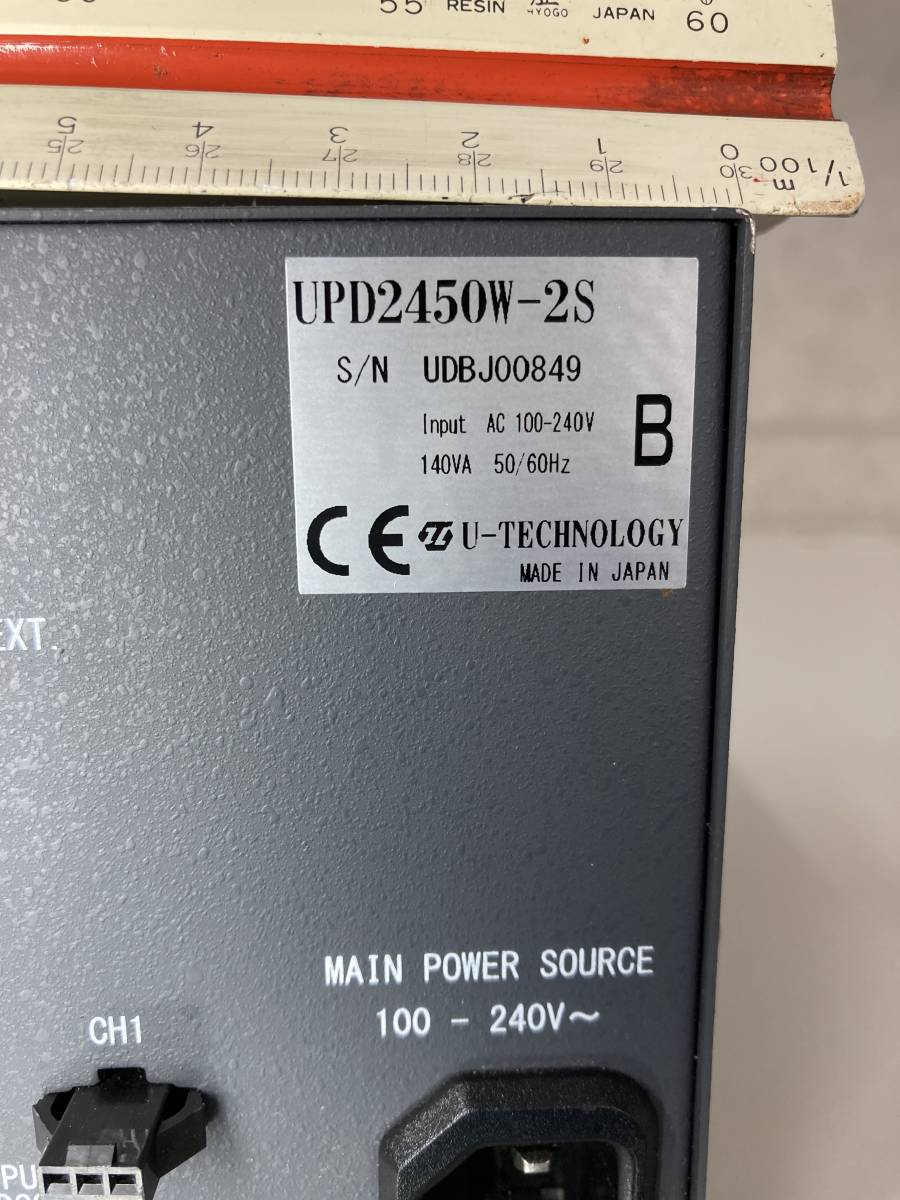 55 RESIN HYOGO JAPAN 60
5 4 3 2 1 0
25 26 27 28 29 30 1/100 m
UPD2450W-2S
S/N UDBJ00849
Input AC 100-240V
140VA 50/60Hz
B
CE U-TECHNOLOGY
MADE IN JAPAN
EXT.
MAIN POWER SOURCE
100 - 240V~
CH1